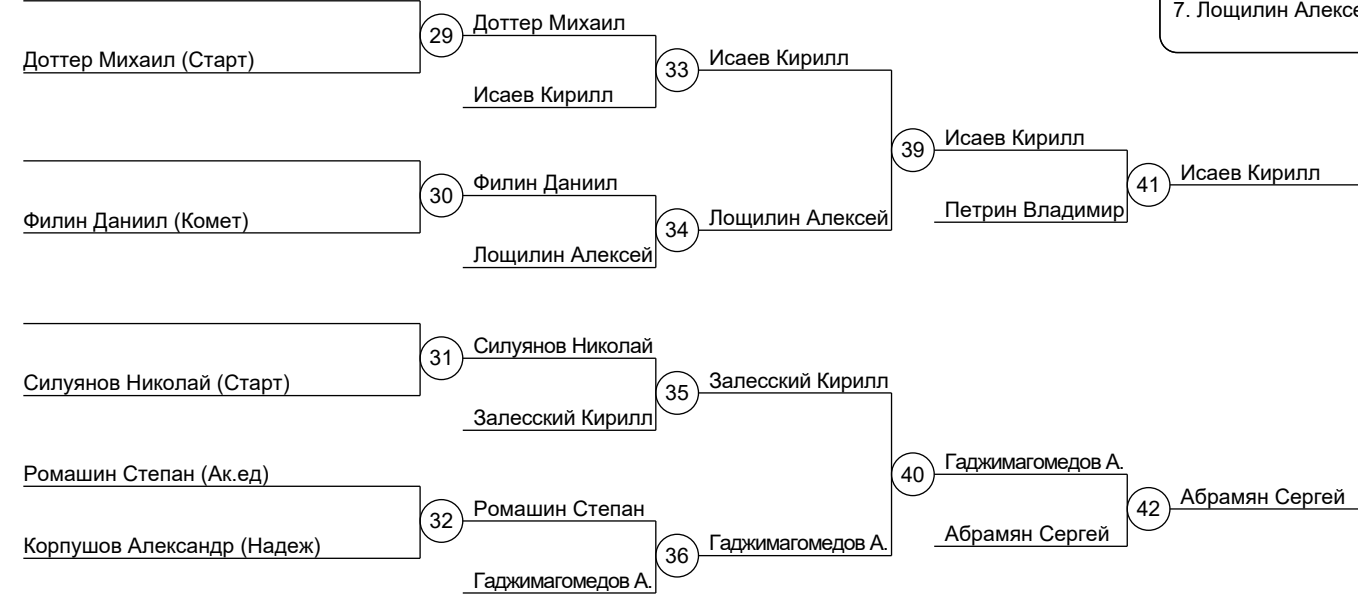 7. Лощилин Алексе
Доттер Михаил
29
Доттер Михаил (Старт)
Исаев Кирилл
33
Исаев Кирилл
Исаев Кирилл
39
Исаев Кирилл
41
Филин Даниил
30
Филин Даниил (Комет)
Лощилин Алексей
34
Петрин Владимир
Лощилин Алексей
Силуянов Николай
31
Силуянов Николай (Старт)
Залесский Кирилл
35
Залесский Кирилл
Ромашин Степан (Ак.ед)
Гаджимагомедов А.
40
Абрамян Сергей
42
Ромашин Степан
32
Корпушов Александр (Надеж)
Гаджимагомедов А.
36
Абрамян Сергей
Гаджимагомедов А.